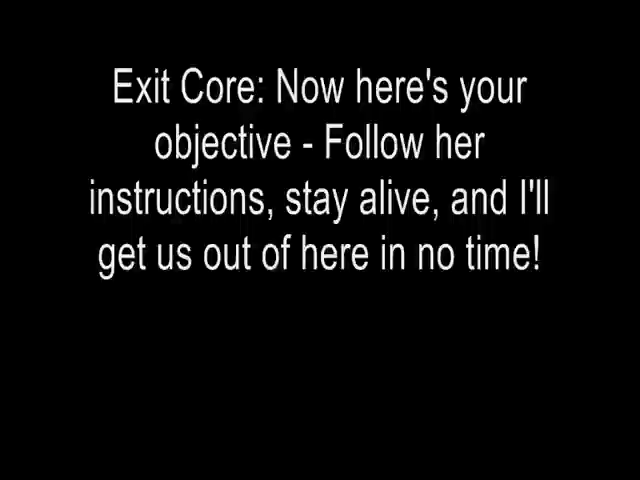 Exit Core: Now here's your
objective - Follow her
instructions, stay alive, and I'll
get us out of here in no time!